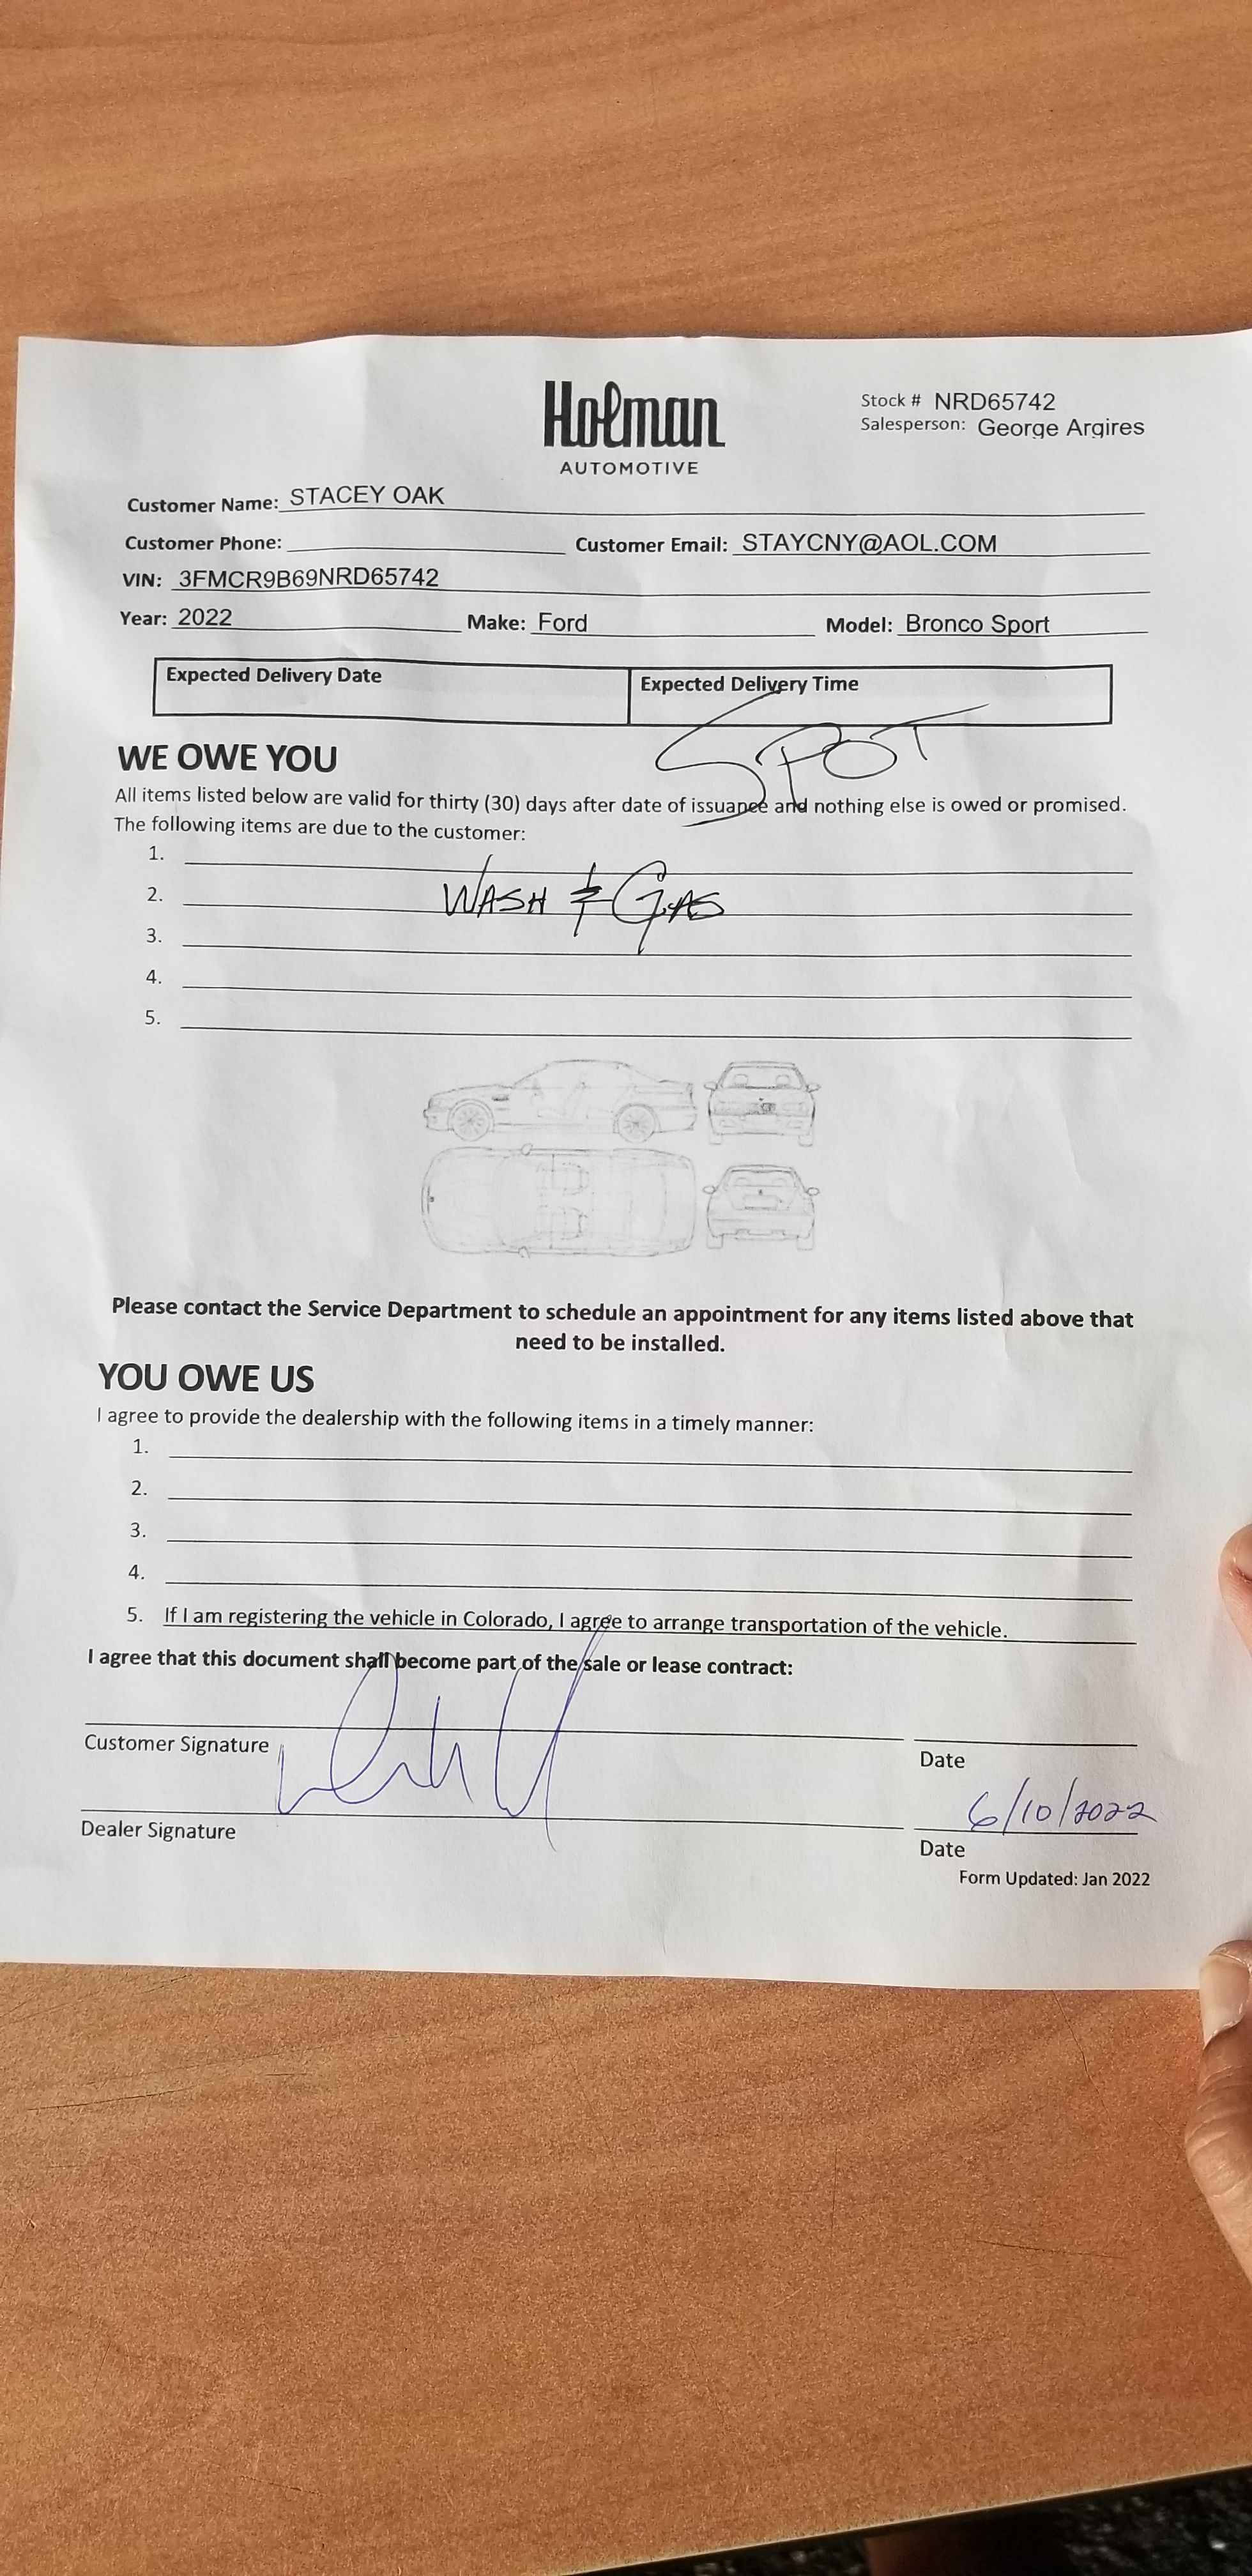 Holman
AUTOMOTIVE
Stock # NRD65742
Salesperson: George Argires
Customer Name: STACEY OAK
Customer Phone: Customer Email: STAYCNY@AOL.COM
VIN: 3FMCR9B69NRD65742
Year: 2022 Make: Ford Model: Bronco Sport
Expected Delivery Date Expected Delivery Time
SPOT
WE OWE YOU
All items listed below are valid for thirty (30) days after date of issuance and nothing else is owed or promised.
The following items are due to the customer:
1.
2. WASH & GAS
3.
4.
5.
Please contact the Service Department to schedule an appointment for any items listed above that
need to be installed.
YOU OWE US
I agree to provide the dealership with the following items in a timely manner:
1.
2.
3.
4.
5. If I am registering the vehicle in Colorado, I agree to arrange transportation of the vehicle.
I agree that this document shall become part of the sale or lease contract:
Customer Signature Date
6/10/2022
Dealer Signature Date
Form Updated: Jan 2022